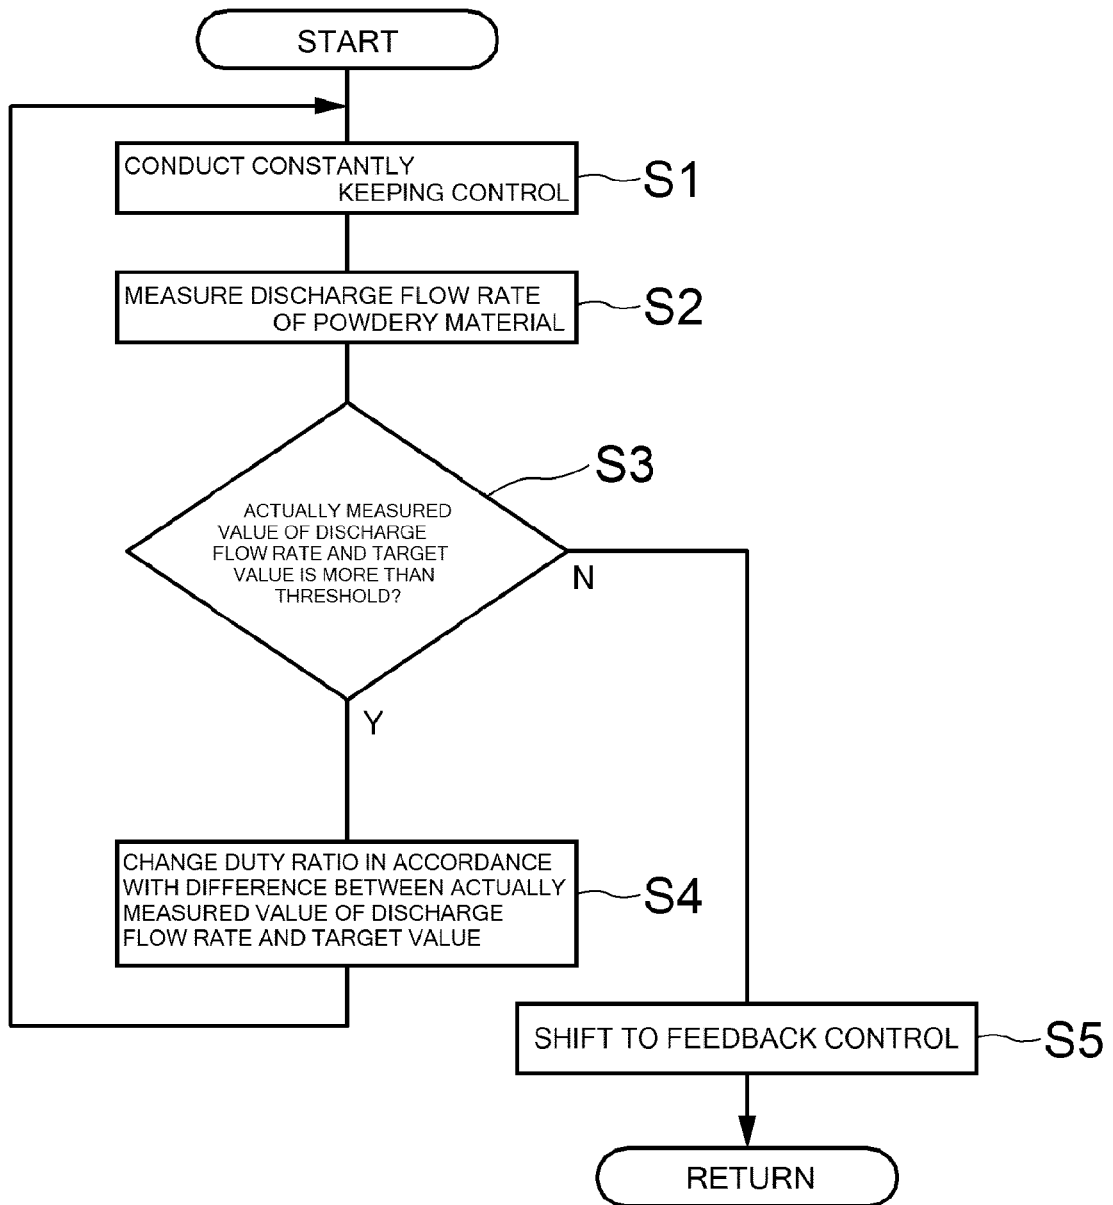 START
CONDUCT CONSTANTLY
KEEPING CONTROL
S1
MEASURE DISCHARGE FLOW RATE
OF POWDERY MATERIAL
S2
S3
ACTUALLY MEASURED
VALUE OF DISCHARGE
FLOW RATE AND TARGET
VALUE IS MORE THAN
THRESHOLD?
N
Y
CHANGE DUTY RATIO IN ACCORDANCE
WITH DIFFERENCE BETWEEN ACTUALLY
MEASURED VALUE OF DISCHARGE
FLOW RATE AND TARGET VALUE
S4
SHIFT TO FEEDBACK CONTROL
S5
RETURN